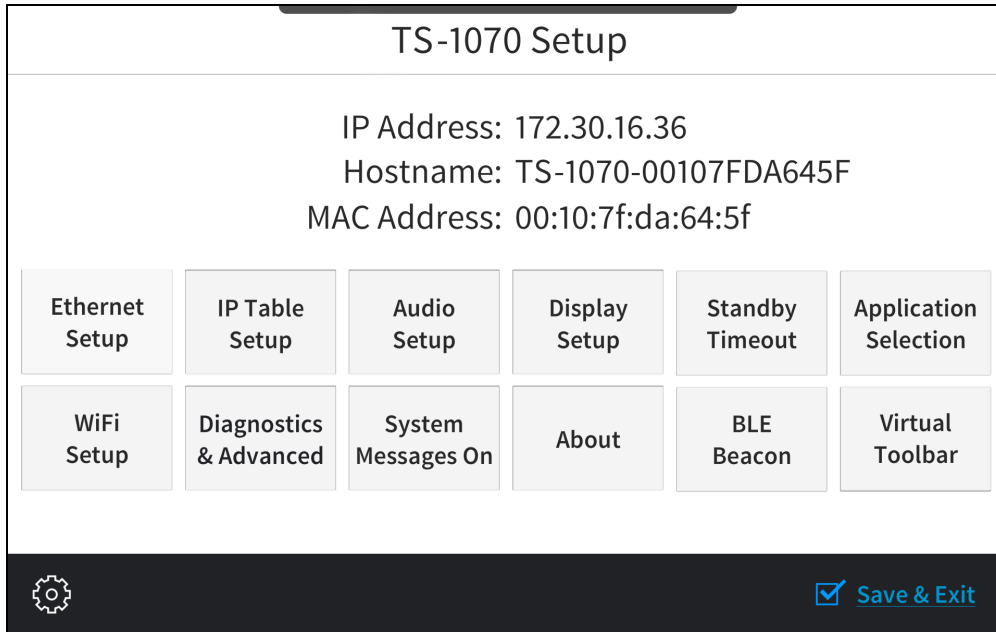 TS-1070 Setup
IP Address: 172.30.16.36
Hostname: TS-1070-00107FDA645F
MAC Address: 00:10:7f:da:64:5f
Ethernet
Setup
IP Table
Setup
Audio
Setup
Display
Setup
Standby
Timeout
Application
Selection
WiFi
Setup
Diagnostics
& Advanced
System
Messages On
About
BLE
Beacon
Virtual
Toolbar
Save & Exit